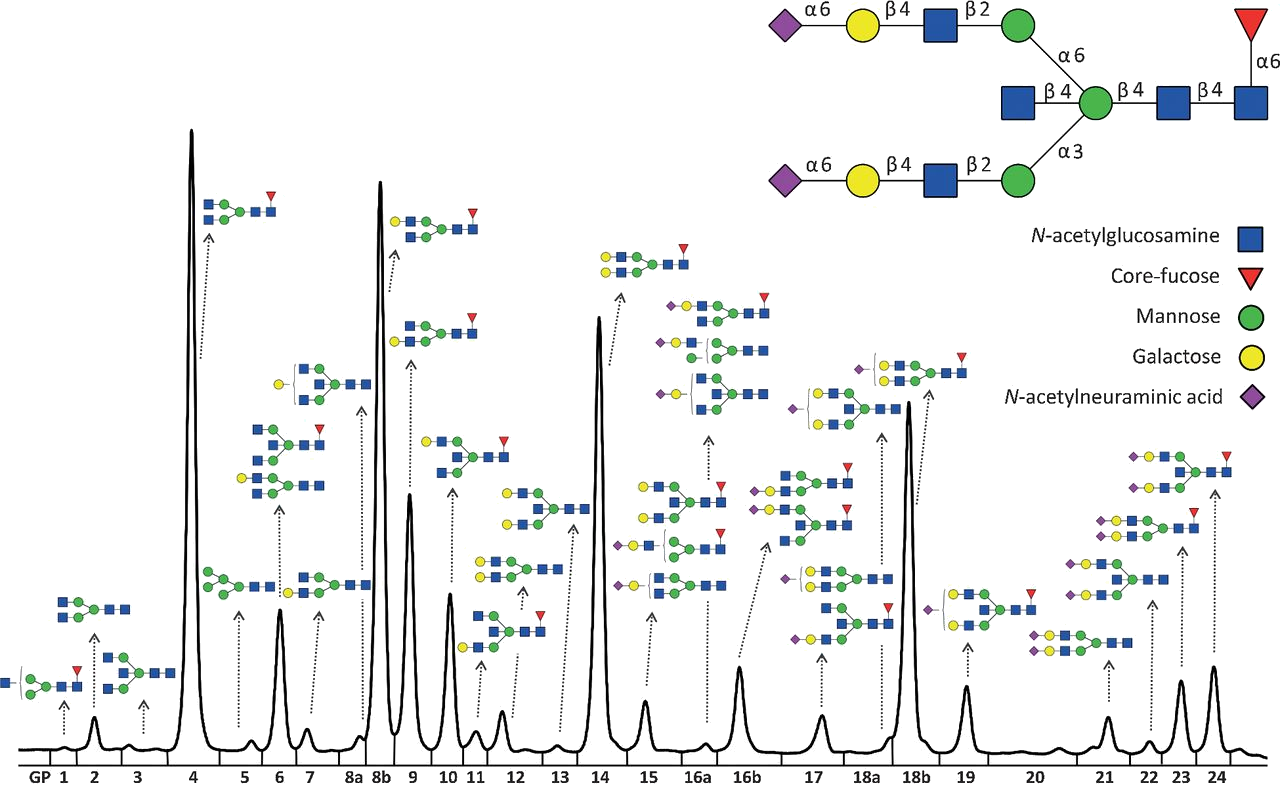 α6 β4 β2
α6
α6
β4 β4 β4
α3
α6 β4 β2
N-acetylglucosamine
Core-fucose
Mannose
Galactose
N-acetylneuraminic acid
GP 1 2 3 4 5 6 7 8a 8b 9 10 11 12 13 14 15 16a 16b 17 18a 18b 19 20 21 22 23 24